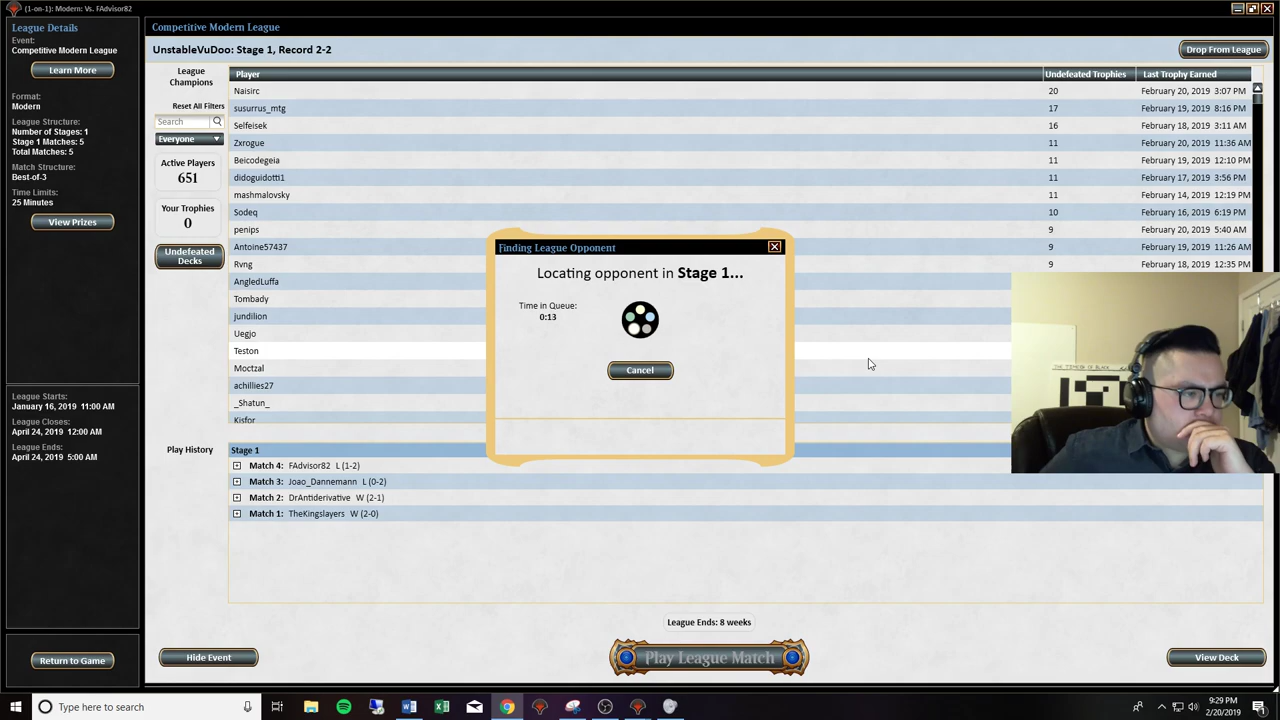 (1-on-1): Modern: Vs. FAdvisor82
League Details
Event:
Competitive Modern League
Learn More
Format:
Modern
League Structure:
Number of Stages: 1
Stage 1 Matches: 5
Total Matches: 5
Match Structure:
Best-of-3
Time Limits:
25 Minutes
View Prizes
League Starts:
January 16, 2019 11:00 AM
League Closes:
April 24, 2019 12:00 AM
League Ends:
April 24, 2019 5:00 AM
Return to Game
Competitive Modern League
UnstableVuDoo: Stage 1, Record 2-2
Drop From League
League
Champions
Reset All Filters
Search
Everyone
Active Players
651
Your Trophies
0
Undefeated
Decks
Player Undefeated Trophies Last Trophy Earned
Naisirc 20 February 20, 2019 3:07 PM
susurrus_mtg 17 February 19, 2019 8:16 PM
Selfeisek 16 February 18, 2019 3:11 AM
Zxrogue 11 February 20, 2019 11:36 AM
Beicodegeia 11 February 19, 2019 12:10 PM
didoguidotti1 11 February 17, 2019 3:56 PM
mashmalovsky 11 February 14, 2019 12:19 PM
Sodeq 10 February 16, 2019 6:19 PM
penips 9 February 20, 2019 5:40 AM
Antoine57437 9 February 19, 2019 11:26 AM
Rvng 9 February 18, 2019 12:35 PM
AngledLuffa
Tombady
jundilion
Uegjo
Teston
Moctzal
achillies27
_Shatun_
Kisfor
Finding League Opponent
Locating opponent in Stage 1...
Time in Queue:
0:13
Cancel
Play History
Stage 1
Match 4: FAdvisor82 L (1-2)
Match 3: Joao_Dannemann L (0-2)
Match 2: DrAntiderivative W (2-1)
Match 1: TheKingslayers W (2-0)
League Ends: 8 weeks
Hide Event
Play League Match
View Deck
Type here to search
9:29 PM
2/20/2019